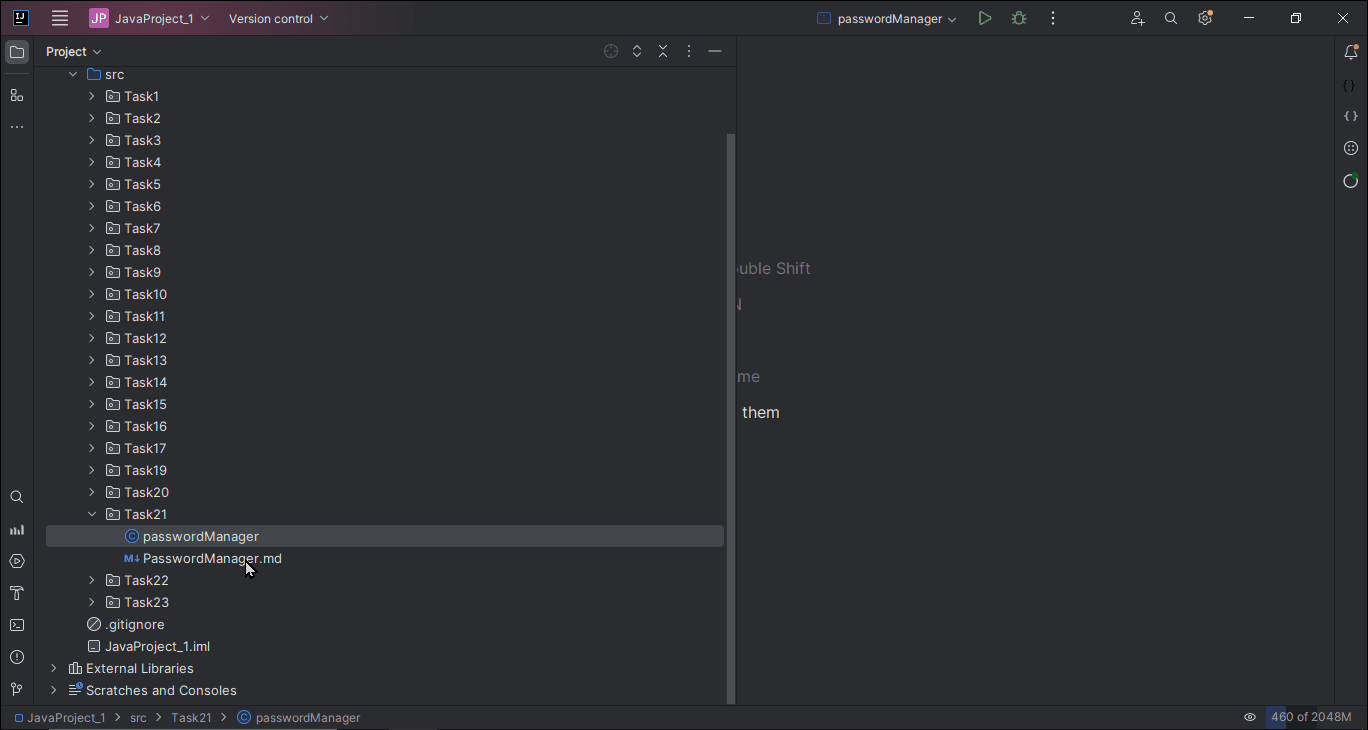 IJ JP JavaProject_1 Version control passwordManager
Project
src
Task1
Task2
Task3
Task4
Task5
Task6
Task7
Task8
uble Shift
Task9
Task10
N
Task11
Task12
Task13
me
Task14
Task15
them
Task16
Task17
Task19
Task20
Task21
C passwordManager
M↓ PasswordManager.md
Task22
Task23
.gitignore
JavaProject_1.iml
External Libraries
Scratches and Consoles
JavaProject_1 > src > Task21 > C passwordManager 460 of 2048M